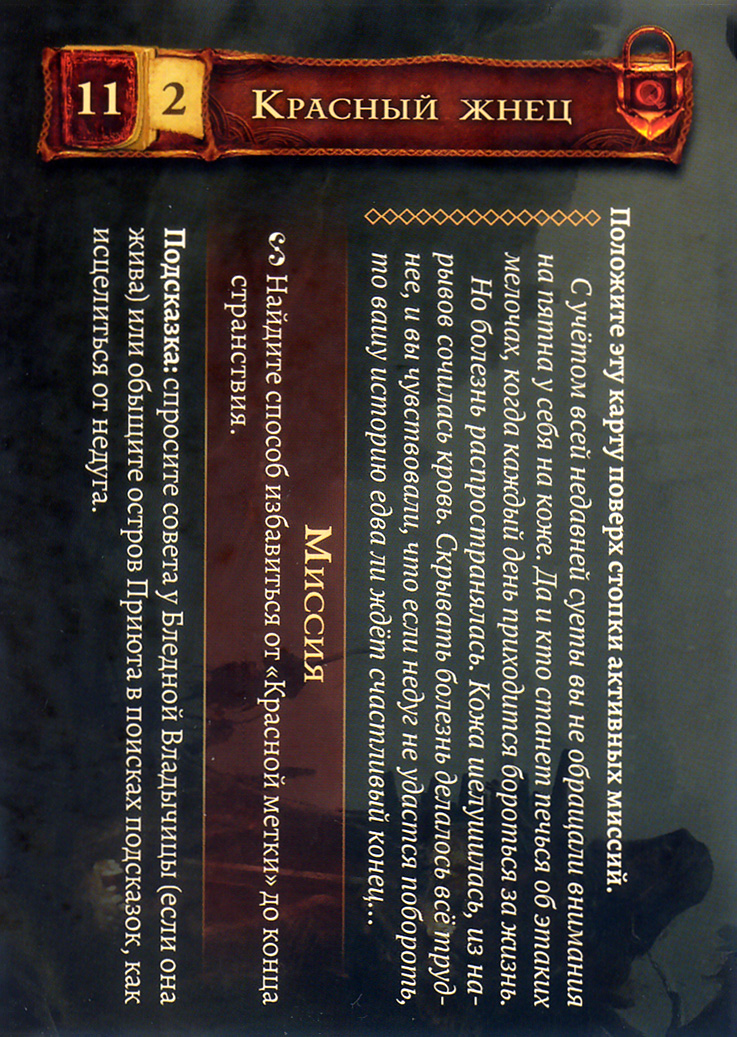 11 2 Красный жнец Q
Положите эту карту поверх стопки активных миссий.
С учётом всей недавней суеты вы не обращали внимания
на пятна у себя на коже. Да и кто станет печься об этаких
мелочах, когда каждый день приходится бороться за жизнь.
Но болезнь распространялась. Кожа шелушилась, из на-
рывов сочилась кровь. Скрывать болезнь делалось всё труд-
нее, и вы чувствовали, что если недуг не удастся побороть,
то вашу историю едва ли ждёт счастливый конец...
Миссия
Найдите способ избавиться от «Красной метки» до конца
странствия.
Подсказка: спросите совета у Бледной Владычицы (если она
жива) или обыщите остров Приюта в поисках подсказок, как
исцелиться от недуга.